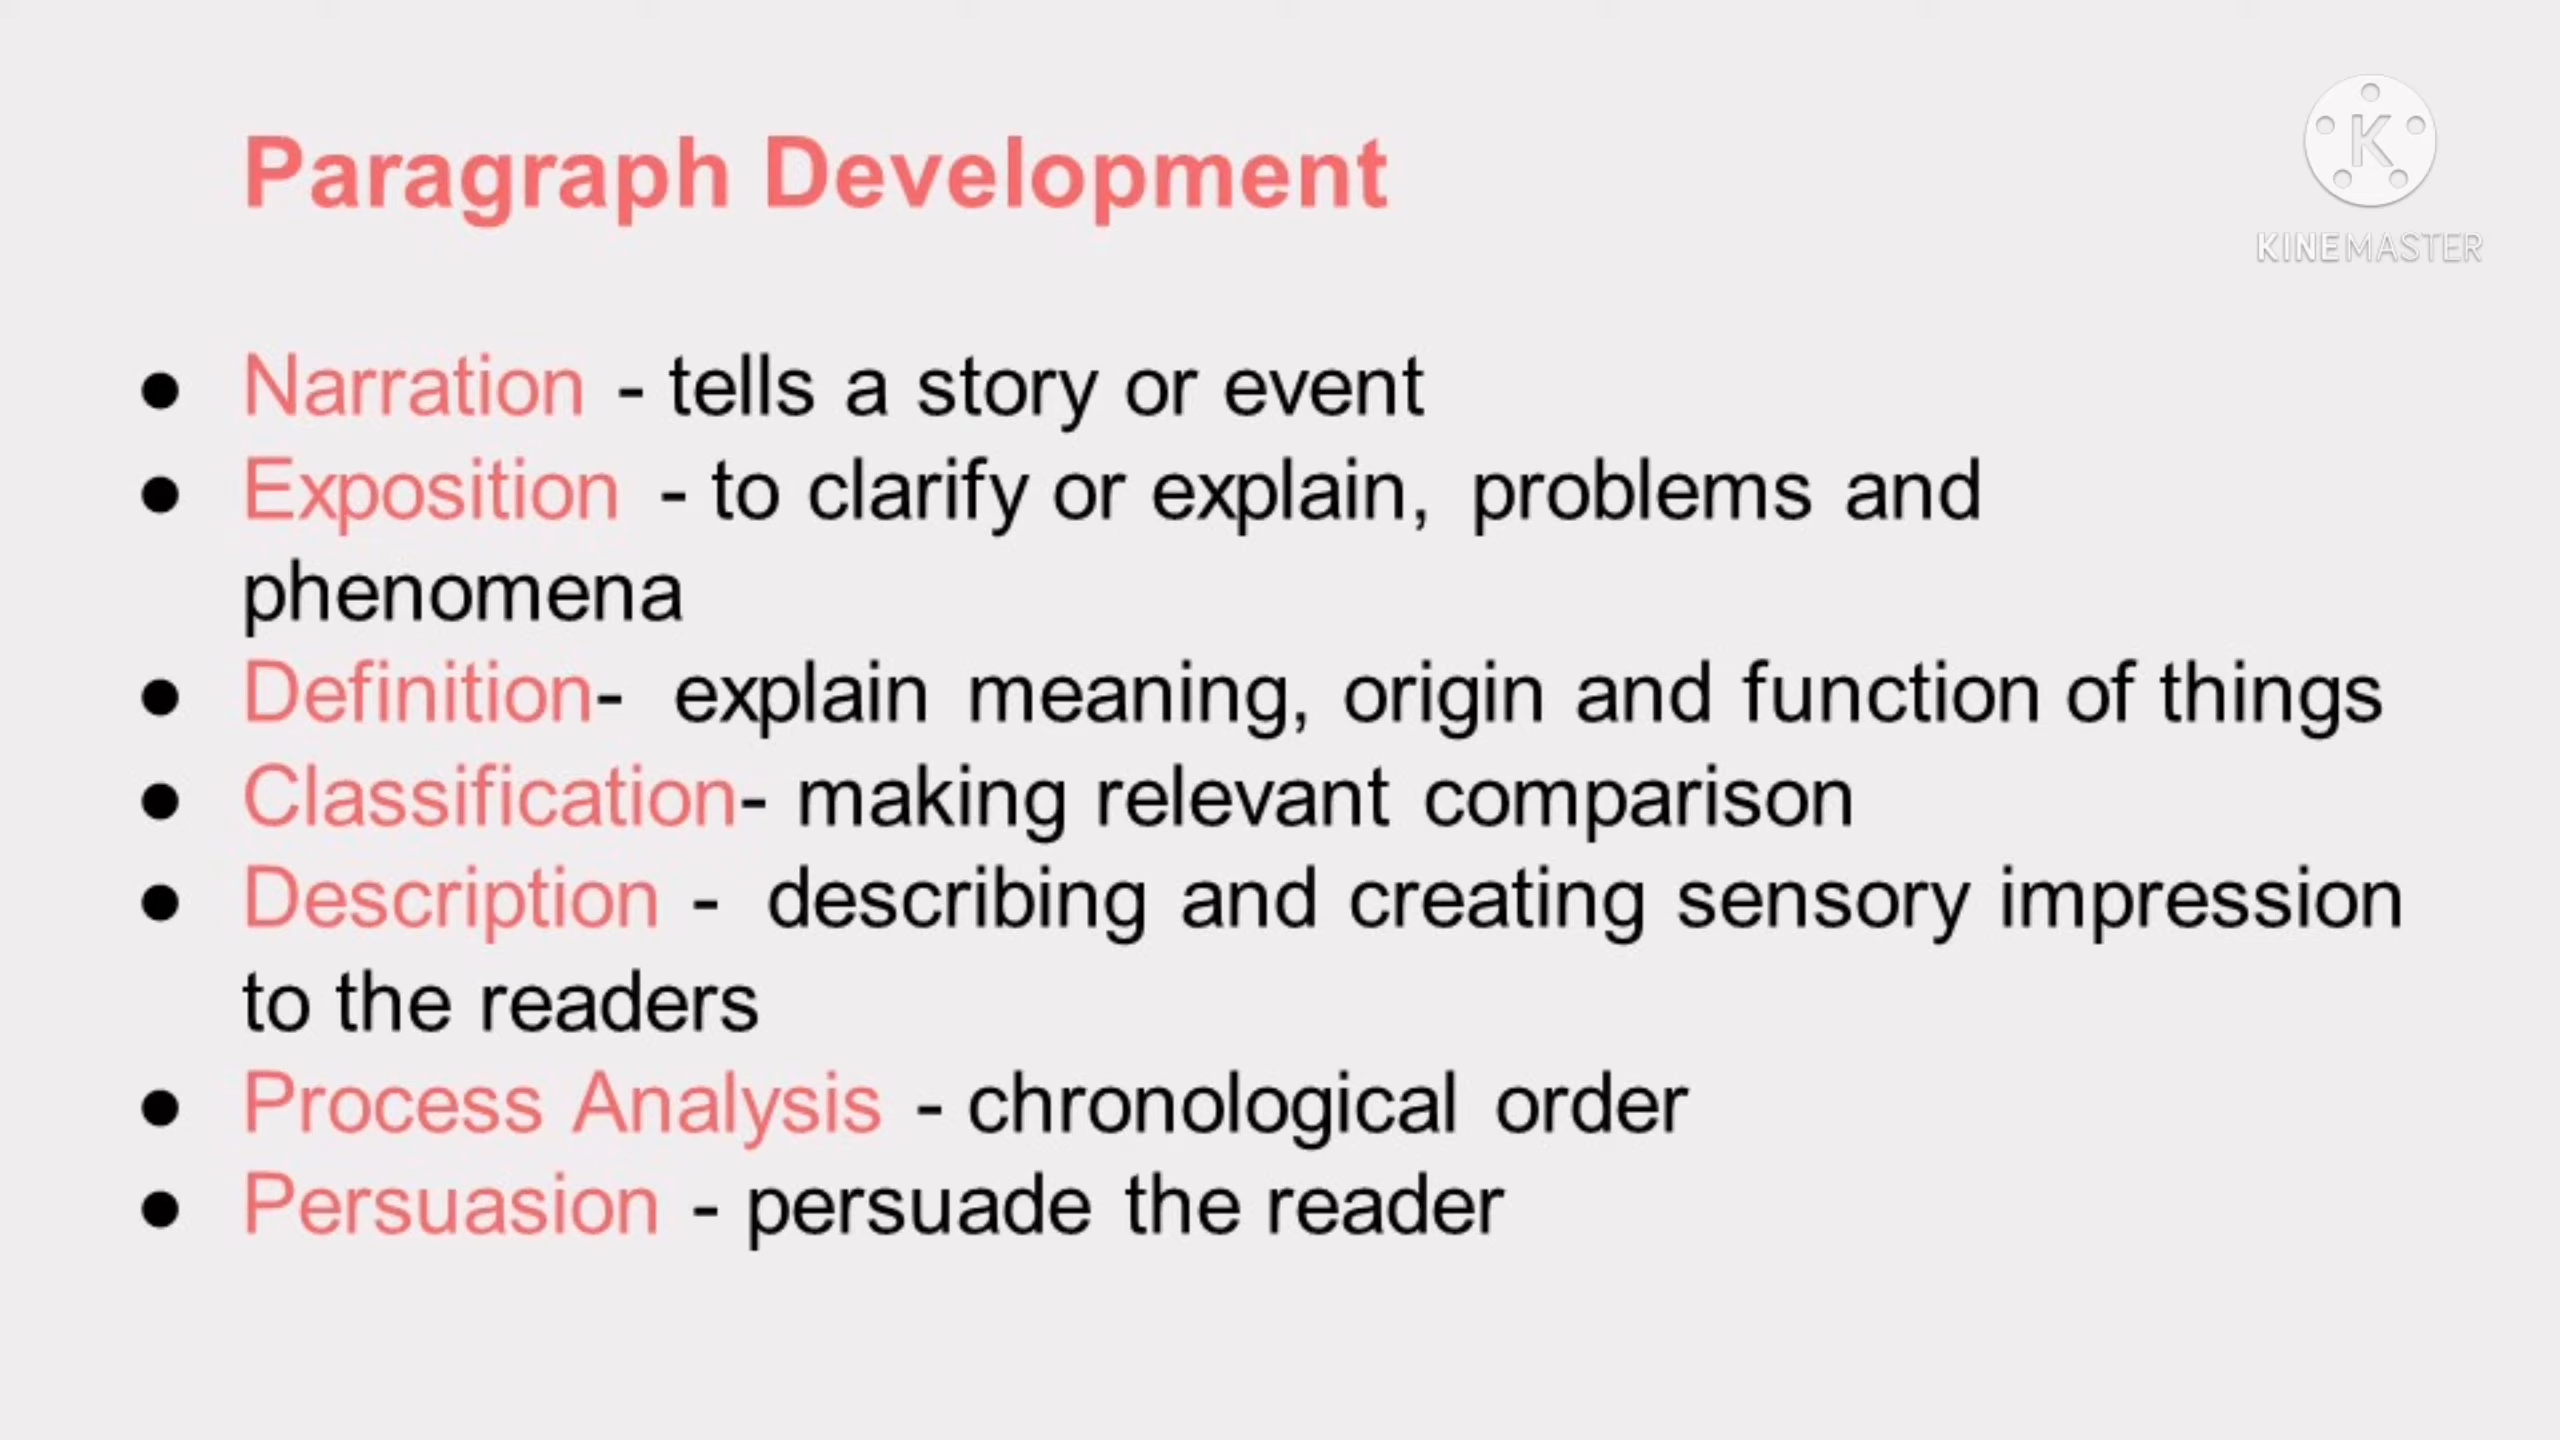 Paragraph Development
K
KINEMASTER
● Narration - tells a story or event
● Exposition - to clarify or explain, problems and
phenomena
● Definition- explain meaning, origin and function of things
● Classification- making relevant comparison
● Description - describing and creating sensory impression
to the readers
● Process Analysis - chronological order
● Persuasion - persuade the reader